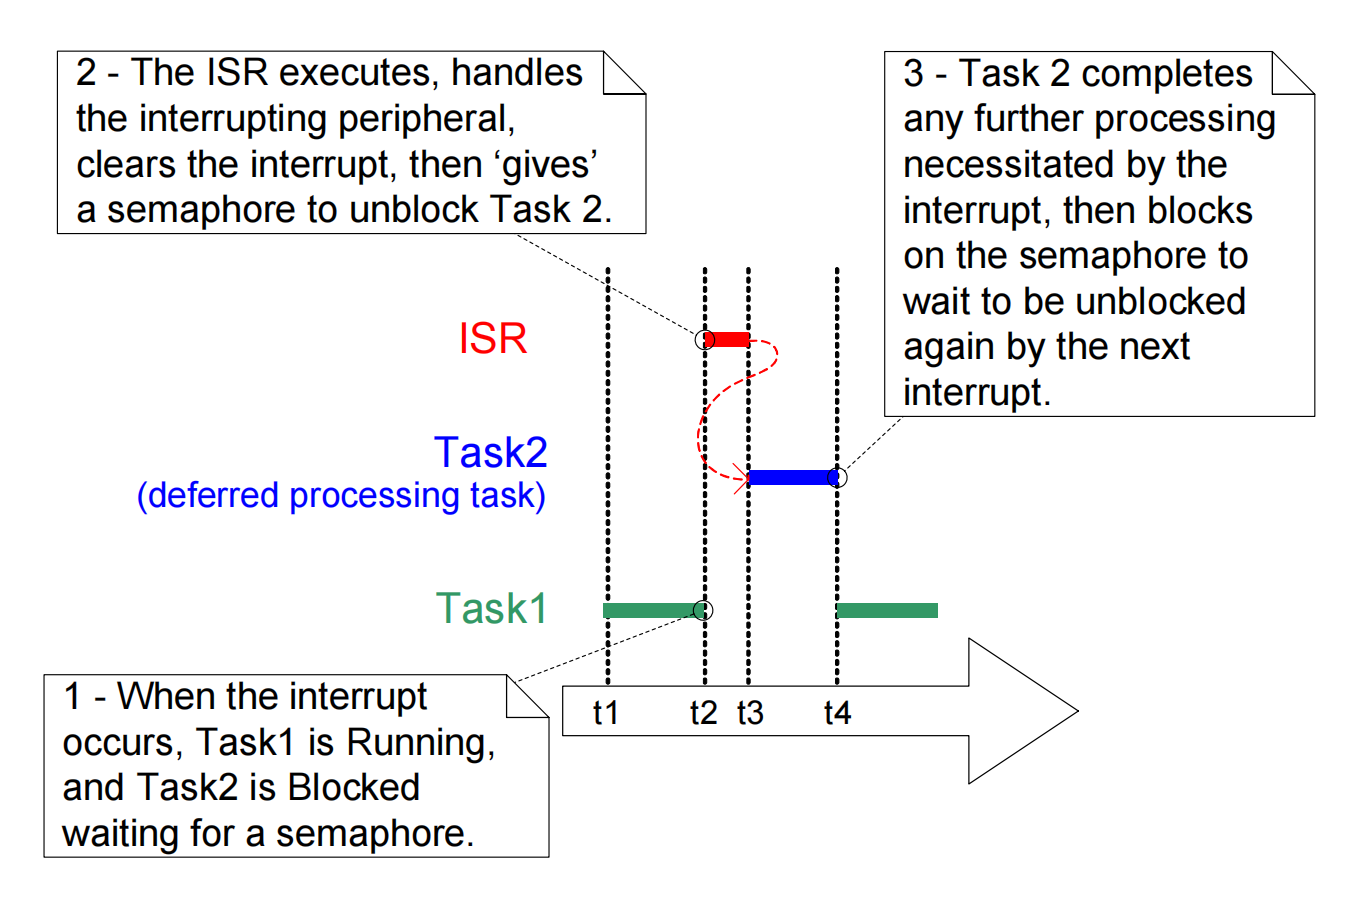 2 - The ISR executes, handles
the interrupting peripheral,
clears the interrupt, then ‘gives’
a semaphore to unblock Task 2.
3 - Task 2 completes
any further processing
necessitated by the
interrupt, then blocks
on the semaphore to
wait to be unblocked
again by the next
interrupt.
ISR
Task2
(deferred processing task)
Task1
1 - When the interrupt
occurs, Task1 is Running,
and Task2 is Blocked
waiting for a semaphore.
t1 t2 t3 t4